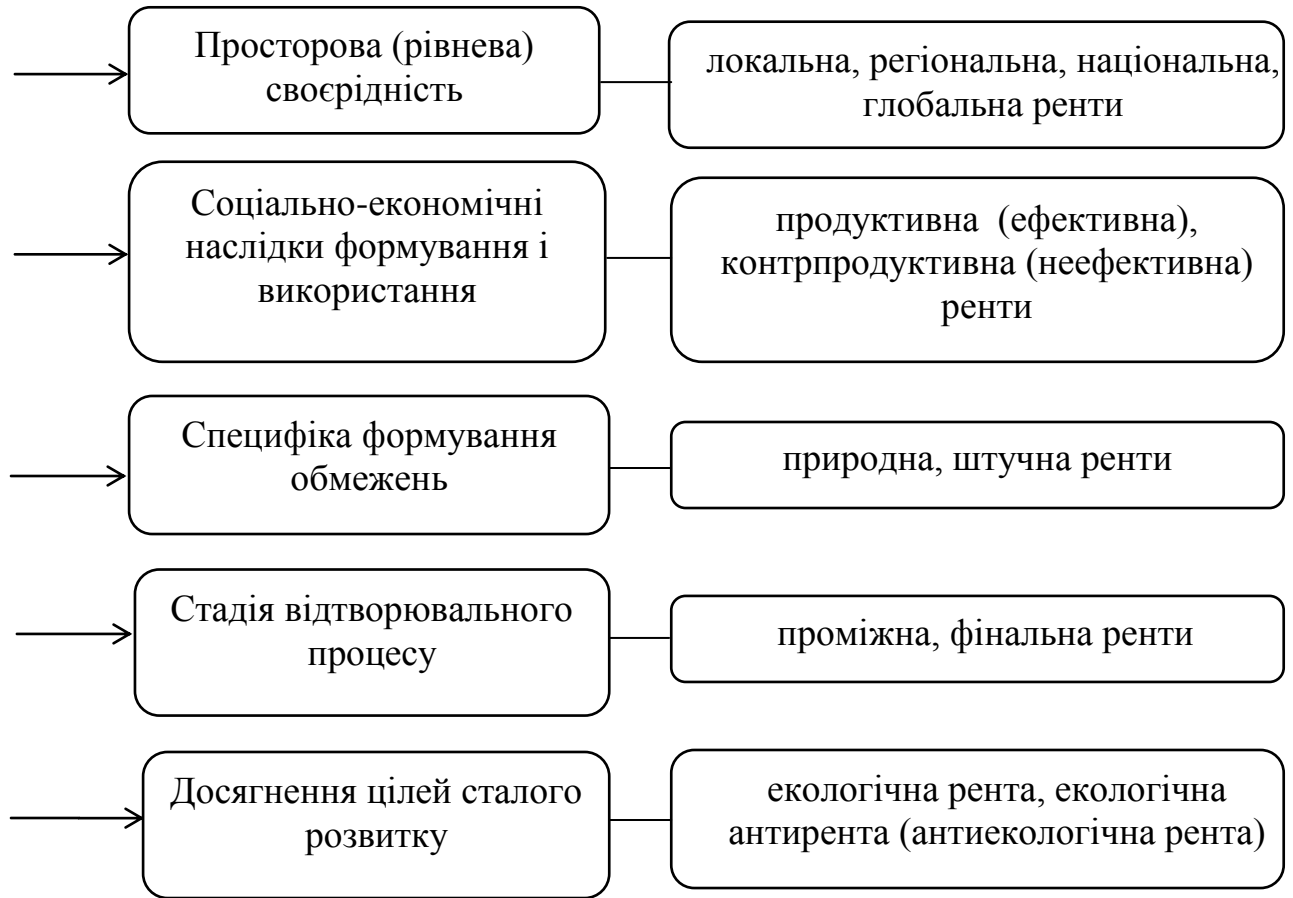 Просторова (рівнева)
своєрідність
локальна, регіональна, національна,
глобальна ренти
Соціально-економічні
наслідки формування і
використання
продуктивна (ефективна),
контрпродуктивна (неефективна)
ренти
Специфіка формування
обмежень
природна, штучна ренти
Стадія відтворювального
процесу
проміжна, фінальна ренти
Досягнення цілей сталого
розвитку
екологічна рента, екологічна
антирента (антиекологічна рента)